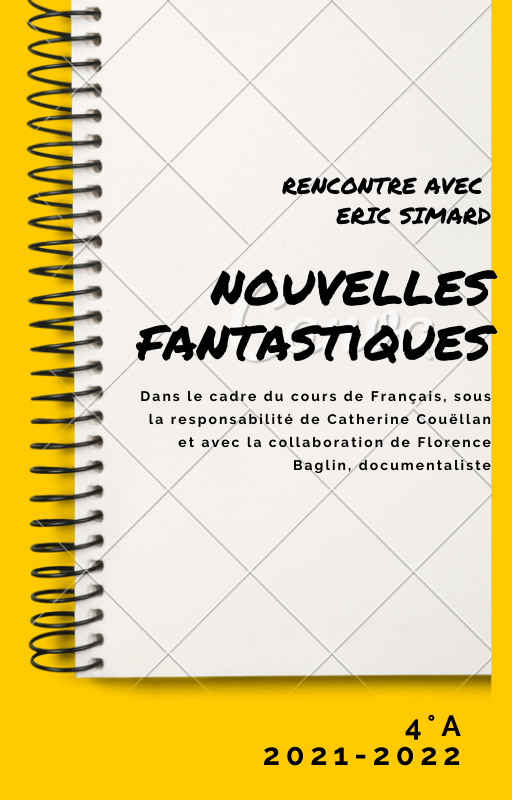 RENCONTRE AVEC
ERIC SIMARD
NOUVELLES
FANTASTIQUES
Dans le cadre du cours de Français, sous
la responsabilité de Catherine Couëllan
et avec la collaboration de Florence
Baglin, documentaliste
Canva
4°A
2021-2022